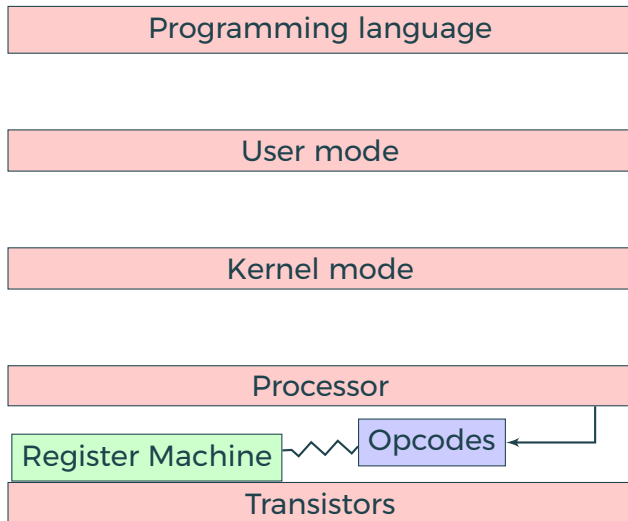 Programming language
User mode
Kernel mode
Processor
Opcodes
Register Machine
Transistors